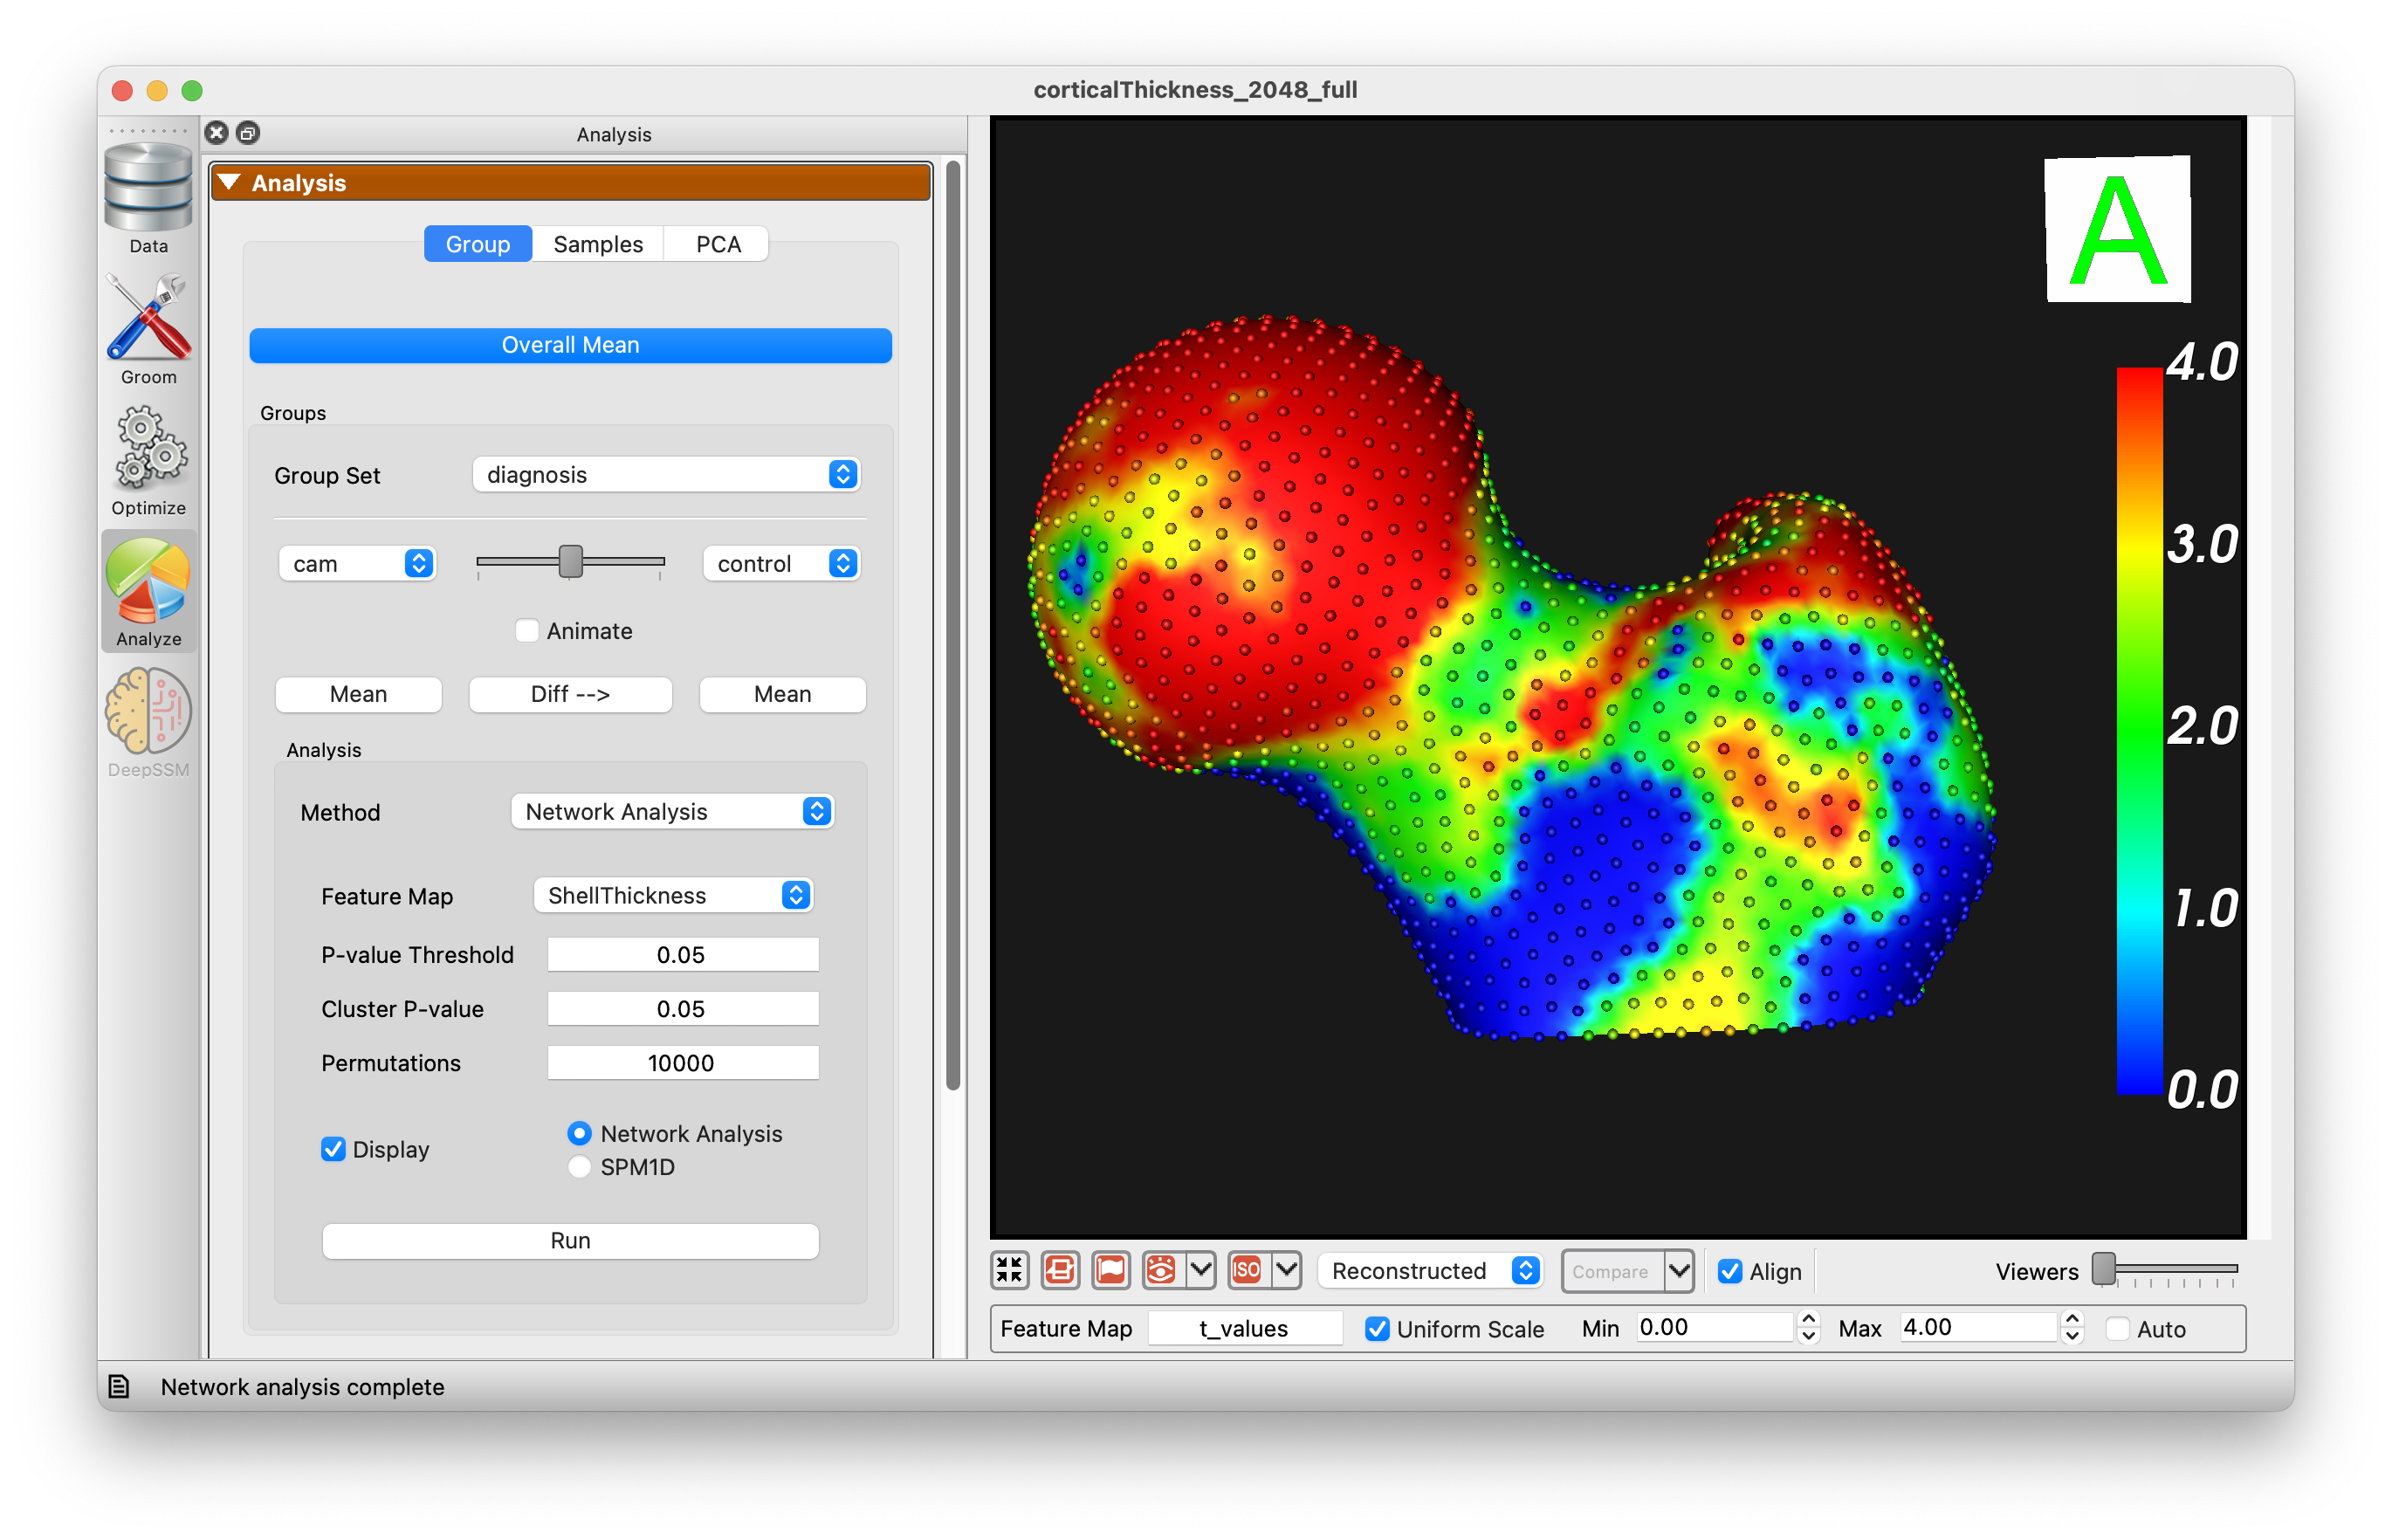 corticalThickness_2048_full
Data
Groom
Optimize
Analyze
DeepSSM
Analysis
Analysis
Group Samples PCA
Overall Mean
Groups
Group Set diagnosis
cam control
Animate
Mean Diff --> Mean
Analysis
Method Network Analysis
Feature Map ShellThickness
P-value Threshold 0.05
Cluster P-value 0.05
Permutations 10000
Display
Network Analysis
SPM1D
Run
A
4.0
3.0
2.0
1.0
0.0
ISO Reconstructed Compare Align Viewers
Feature Map t_values Uniform Scale Min 0.00 Max 4.00 Auto
Network analysis complete